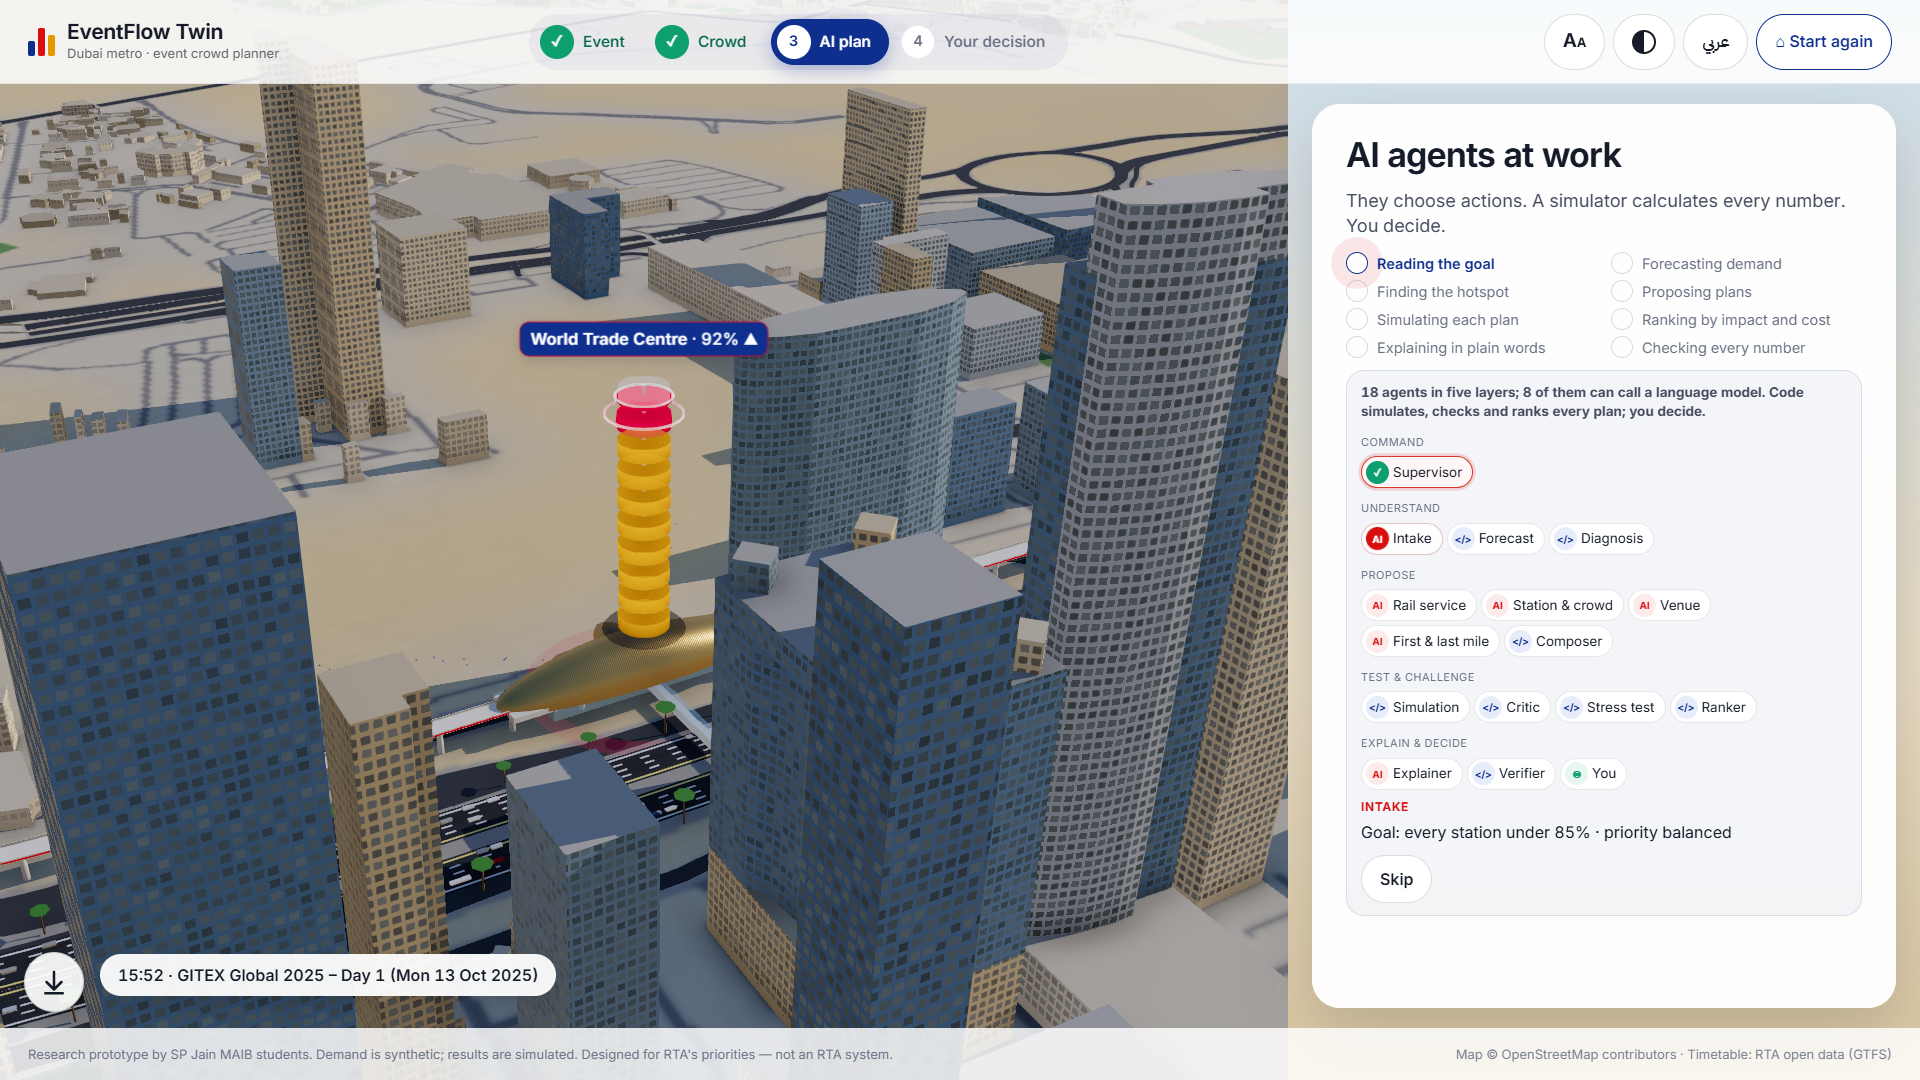 EventFlow Twin
Dubai metro · event crowd planner
✓ Event
✓ Crowd
3 AI plan
4 Your decision
AA
عربي
⌂ Start again
AI agents at work
They choose actions. A simulator calculates every number.
You decide.
Reading the goal
Forecasting demand
Finding the hotspot
Proposing plans
Simulating each plan
Ranking by impact and cost
Explaining in plain words
Checking every number
18 agents in five layers; 8 of them can call a language model. Code
simulates, checks and ranks every plan; you decide.
COMMAND
✓ Supervisor
UNDERSTAND
AI Intake </> Forecast </> Diagnosis
PROPOSE
AI Rail service AI Station & crowd AI Venue
AI First & last mile </> Composer
TEST & CHALLENGE
</> Simulation </> Critic </> Stress test </> Ranker
EXPLAIN & DECIDE
AI Explainer </> Verifier You
INTAKE
Goal: every station under 85% · priority balanced
Skip
World Trade Centre · 92% ▲
15:52 · GITEX Global 2025 – Day 1 (Mon 13 Oct 2025)
Research prototype by SP Jain MAIB students. Demand is synthetic; results are simulated. Designed for RTA's priorities — not an RTA system.
Map © OpenStreetMap contributors · Timetable: RTA open data (GTFS)